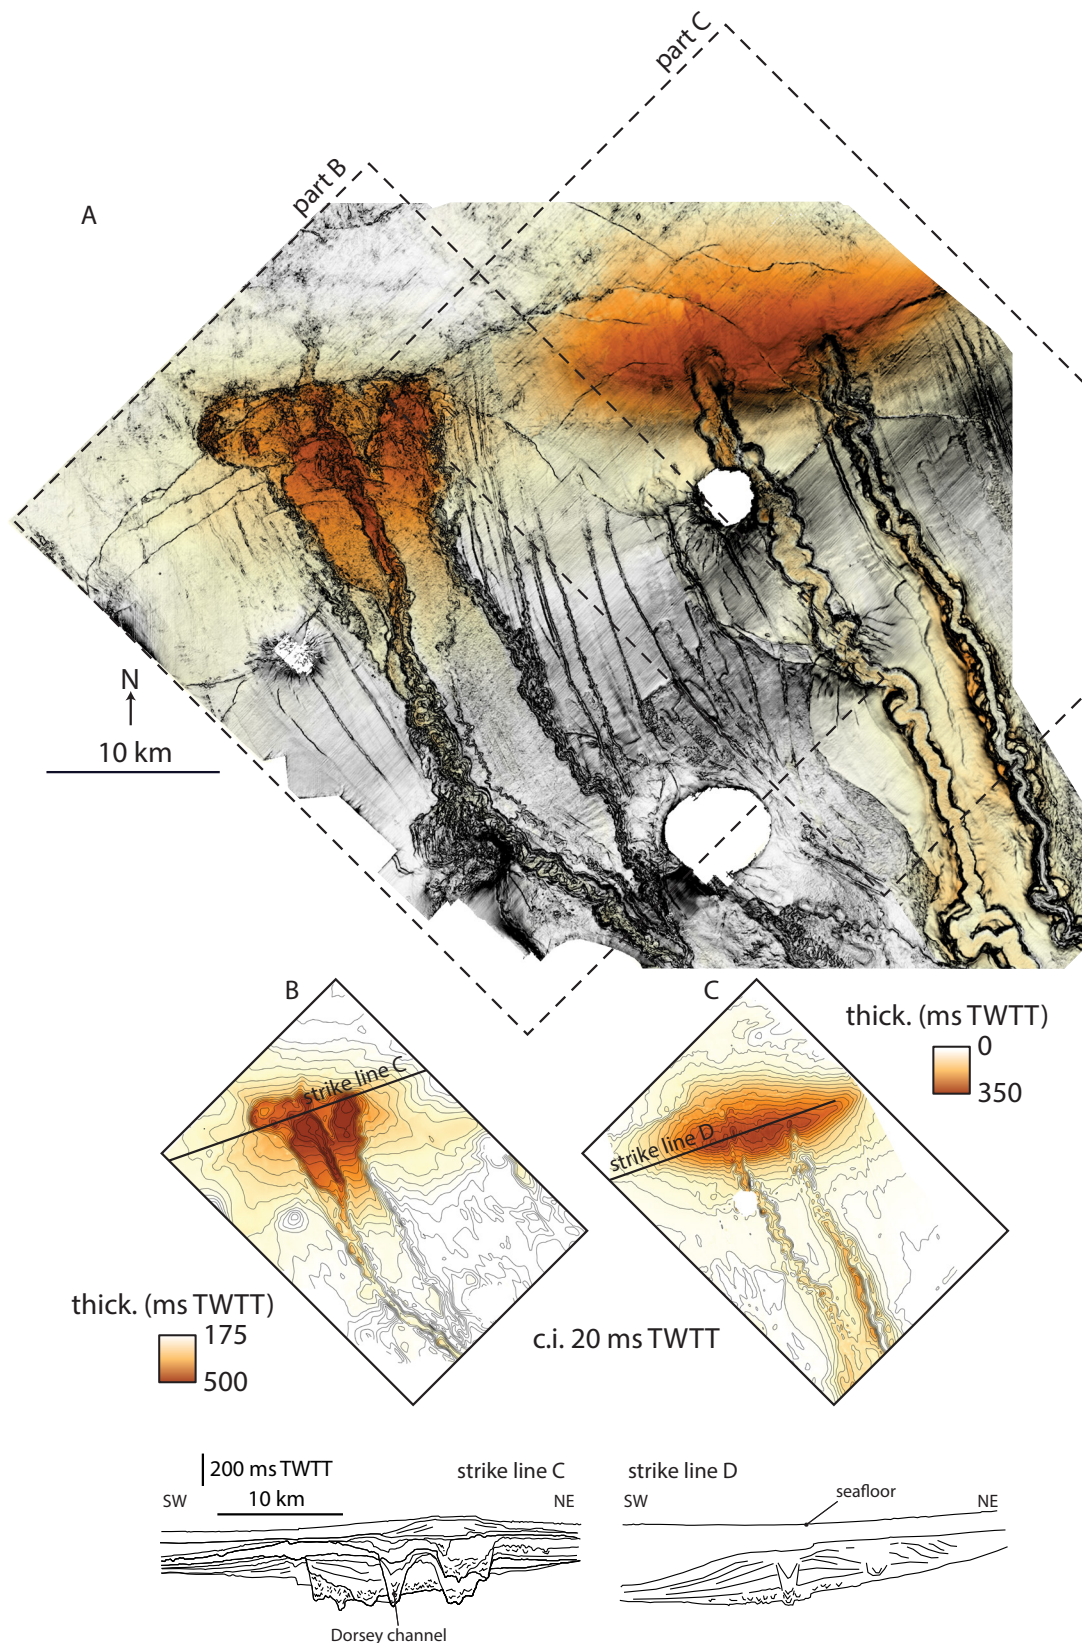 part C
part B
A
N
10 km
B
C
thick. (ms TWTT)
0
350
strike line C
strike line D
thick. (ms TWTT)
175
500
c.i. 20 ms TWTT
200 ms TWTT
strike line C
strike line D
SW
10 km
NE
SW
seafloor
NE
Dorsey channel